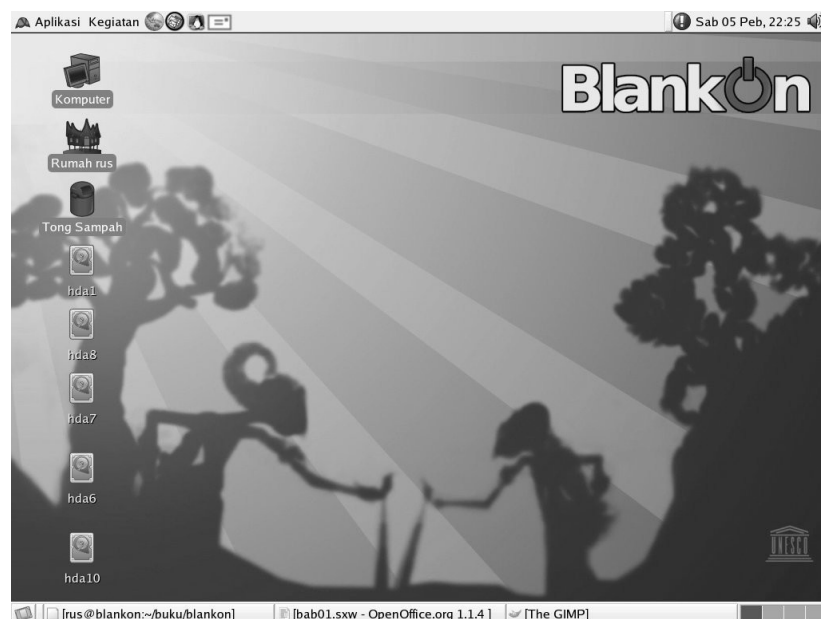 Aplikasi Kegiatan
Sab 05 Peb, 22:25
BlankOn
Komputer
Rumah rus
Tong Sampah
hda1
hda8
hda7
hda6
hda10
UNESCO
[rus@blankon:~/buku/blankon]
[bab01.sxw - OpenOffice.org 1.1.4 ]
[The GIMP]